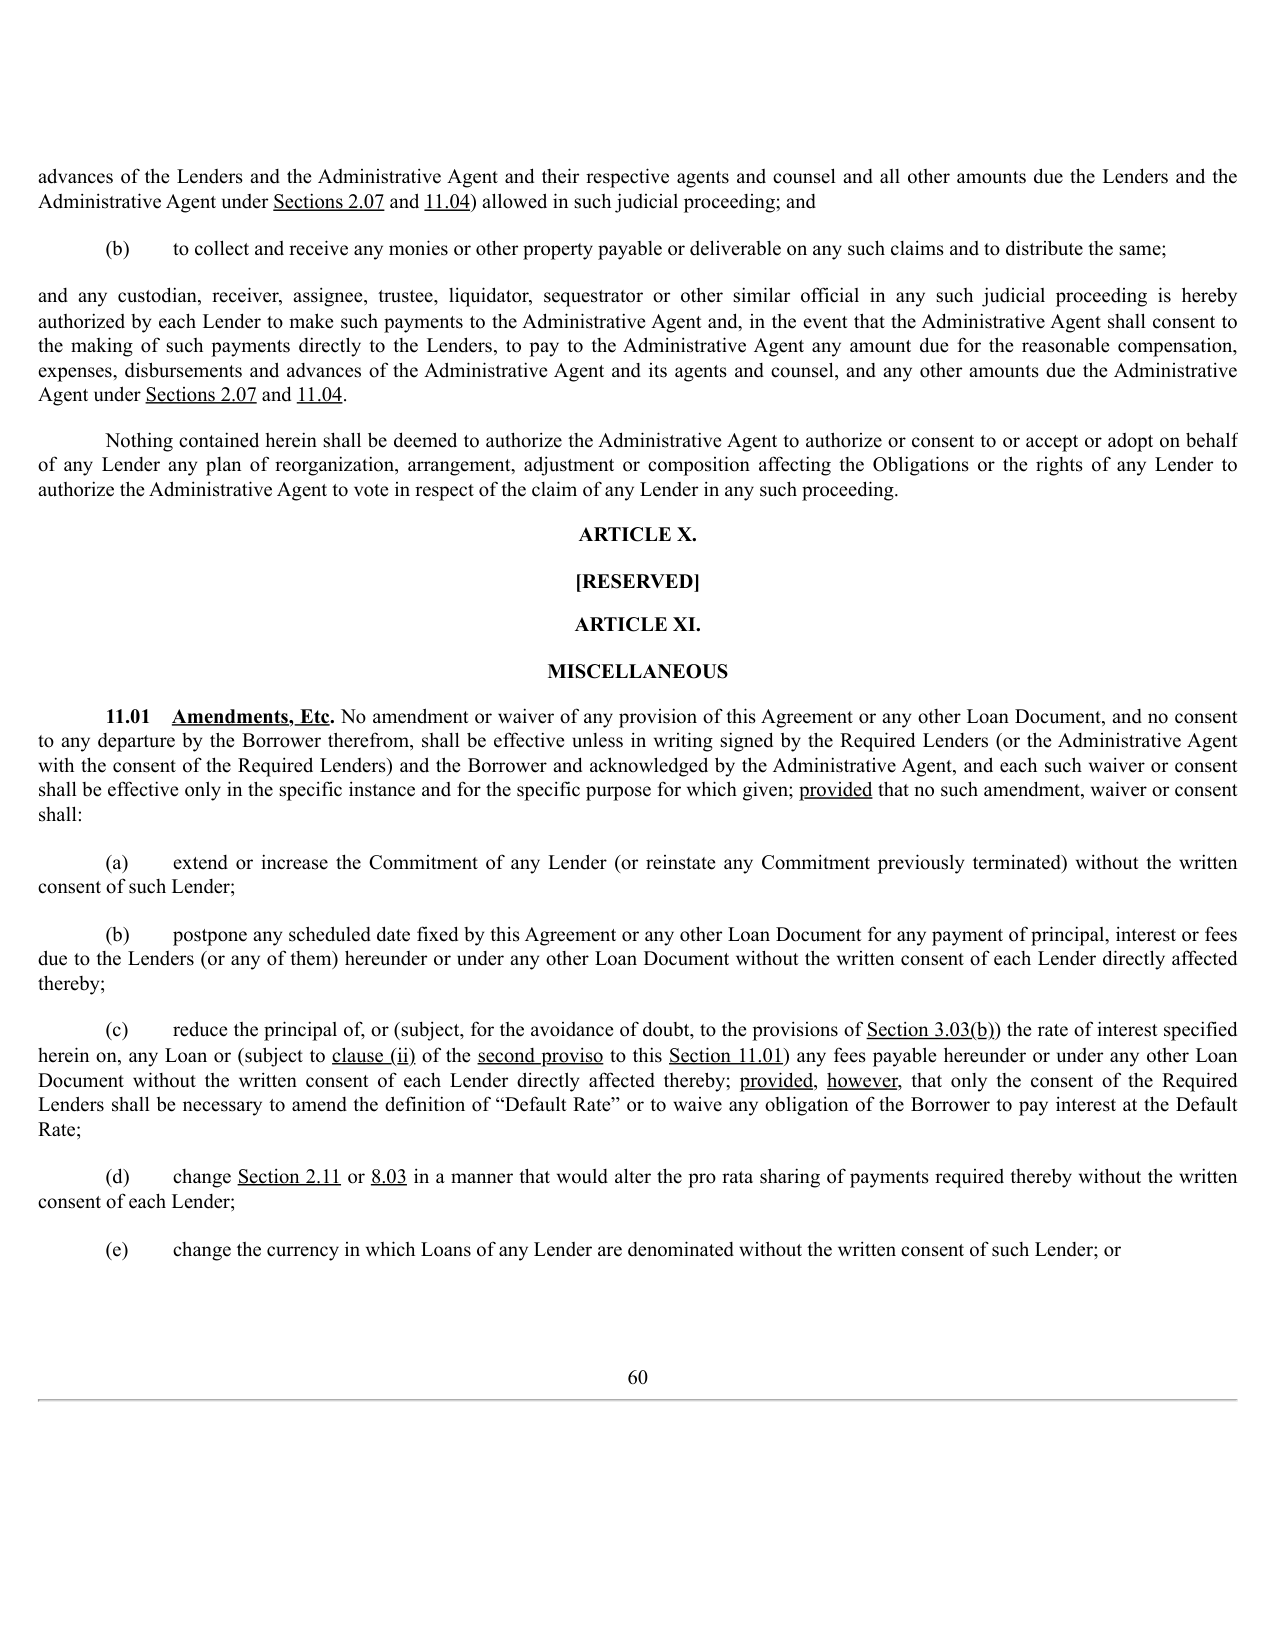 advances of the Lenders and the Administrative Agent and their respective agents and counsel and all other amounts due the Lenders and the
Administrative Agent under Sections 2.07 and 11.04) allowed in such judicial proceeding; and
(b) to collect and receive any monies or other property payable or deliverable on any such claims and to distribute the same;
and any custodian, receiver, assignee, trustee, liquidator, sequestrator or other similar official in any such judicial proceeding is hereby
authorized by each Lender to make such payments to the Administrative Agent and, in the event that the Administrative Agent shall consent to
the making of such payments directly to the Lenders, to pay to the Administrative Agent any amount due for the reasonable compensation,
expenses, disbursements and advances of the Administrative Agent and its agents and counsel, and any other amounts due the Administrative
Agent under Sections 2.07 and 11.04.
Nothing contained herein shall be deemed to authorize the Administrative Agent to authorize or consent to or accept or adopt on behalf
of any Lender any plan of reorganization, arrangement, adjustment or composition affecting the Obligations or the rights of any Lender to
authorize the Administrative Agent to vote in respect of the claim of any Lender in any such proceeding.
ARTICLE X.
[RESERVED]
ARTICLE XI.
MISCELLANEOUS
11.01 Amendments, Etc. No amendment or waiver of any provision of this Agreement or any other Loan Document, and no consent
to any departure by the Borrower therefrom, shall be effective unless in writing signed by the Required Lenders (or the Administrative Agent
with the consent of the Required Lenders) and the Borrower and acknowledged by the Administrative Agent, and each such waiver or consent
shall be effective only in the specific instance and for the specific purpose for which given; provided that no such amendment, waiver or consent
shall:
(a) extend or increase the Commitment of any Lender (or reinstate any Commitment previously terminated) without the written
consent of such Lender;
(b) postpone any scheduled date fixed by this Agreement or any other Loan Document for any payment of principal, interest or fees
due to the Lenders (or any of them) hereunder or under any other Loan Document without the written consent of each Lender directly affected
thereby;
(c) reduce the principal of, or (subject, for the avoidance of doubt, to the provisions of Section 3.03(b)) the rate of interest specified
herein on, any Loan or (subject to clause (ii) of the second proviso to this Section 11.01) any fees payable hereunder or under any other Loan
Document without the written consent of each Lender directly affected thereby; provided, however, that only the consent of the Required
Lenders shall be necessary to amend the definition of “Default Rate” or to waive any obligation of the Borrower to pay interest at the Default
Rate;
(d) change Section 2.11 or 8.03 in a manner that would alter the pro rata sharing of payments required thereby without the written
consent of each Lender;
(e) change the currency in which Loans of any Lender are denominated without the written consent of such Lender; or
60